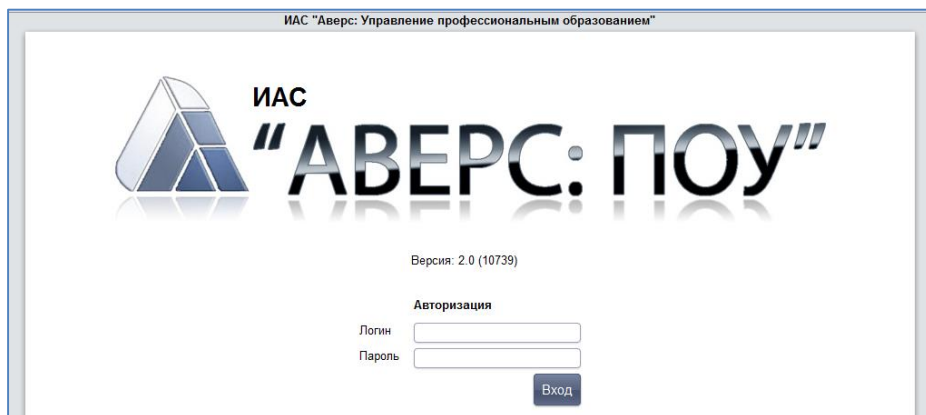 ИАС "Аверс: Управление профессиональным образованием"
ИАС
"АВЕРС: ПОУ"
Версия: 2.0 (10739)
Авторизация
Логин
Пароль
Вход